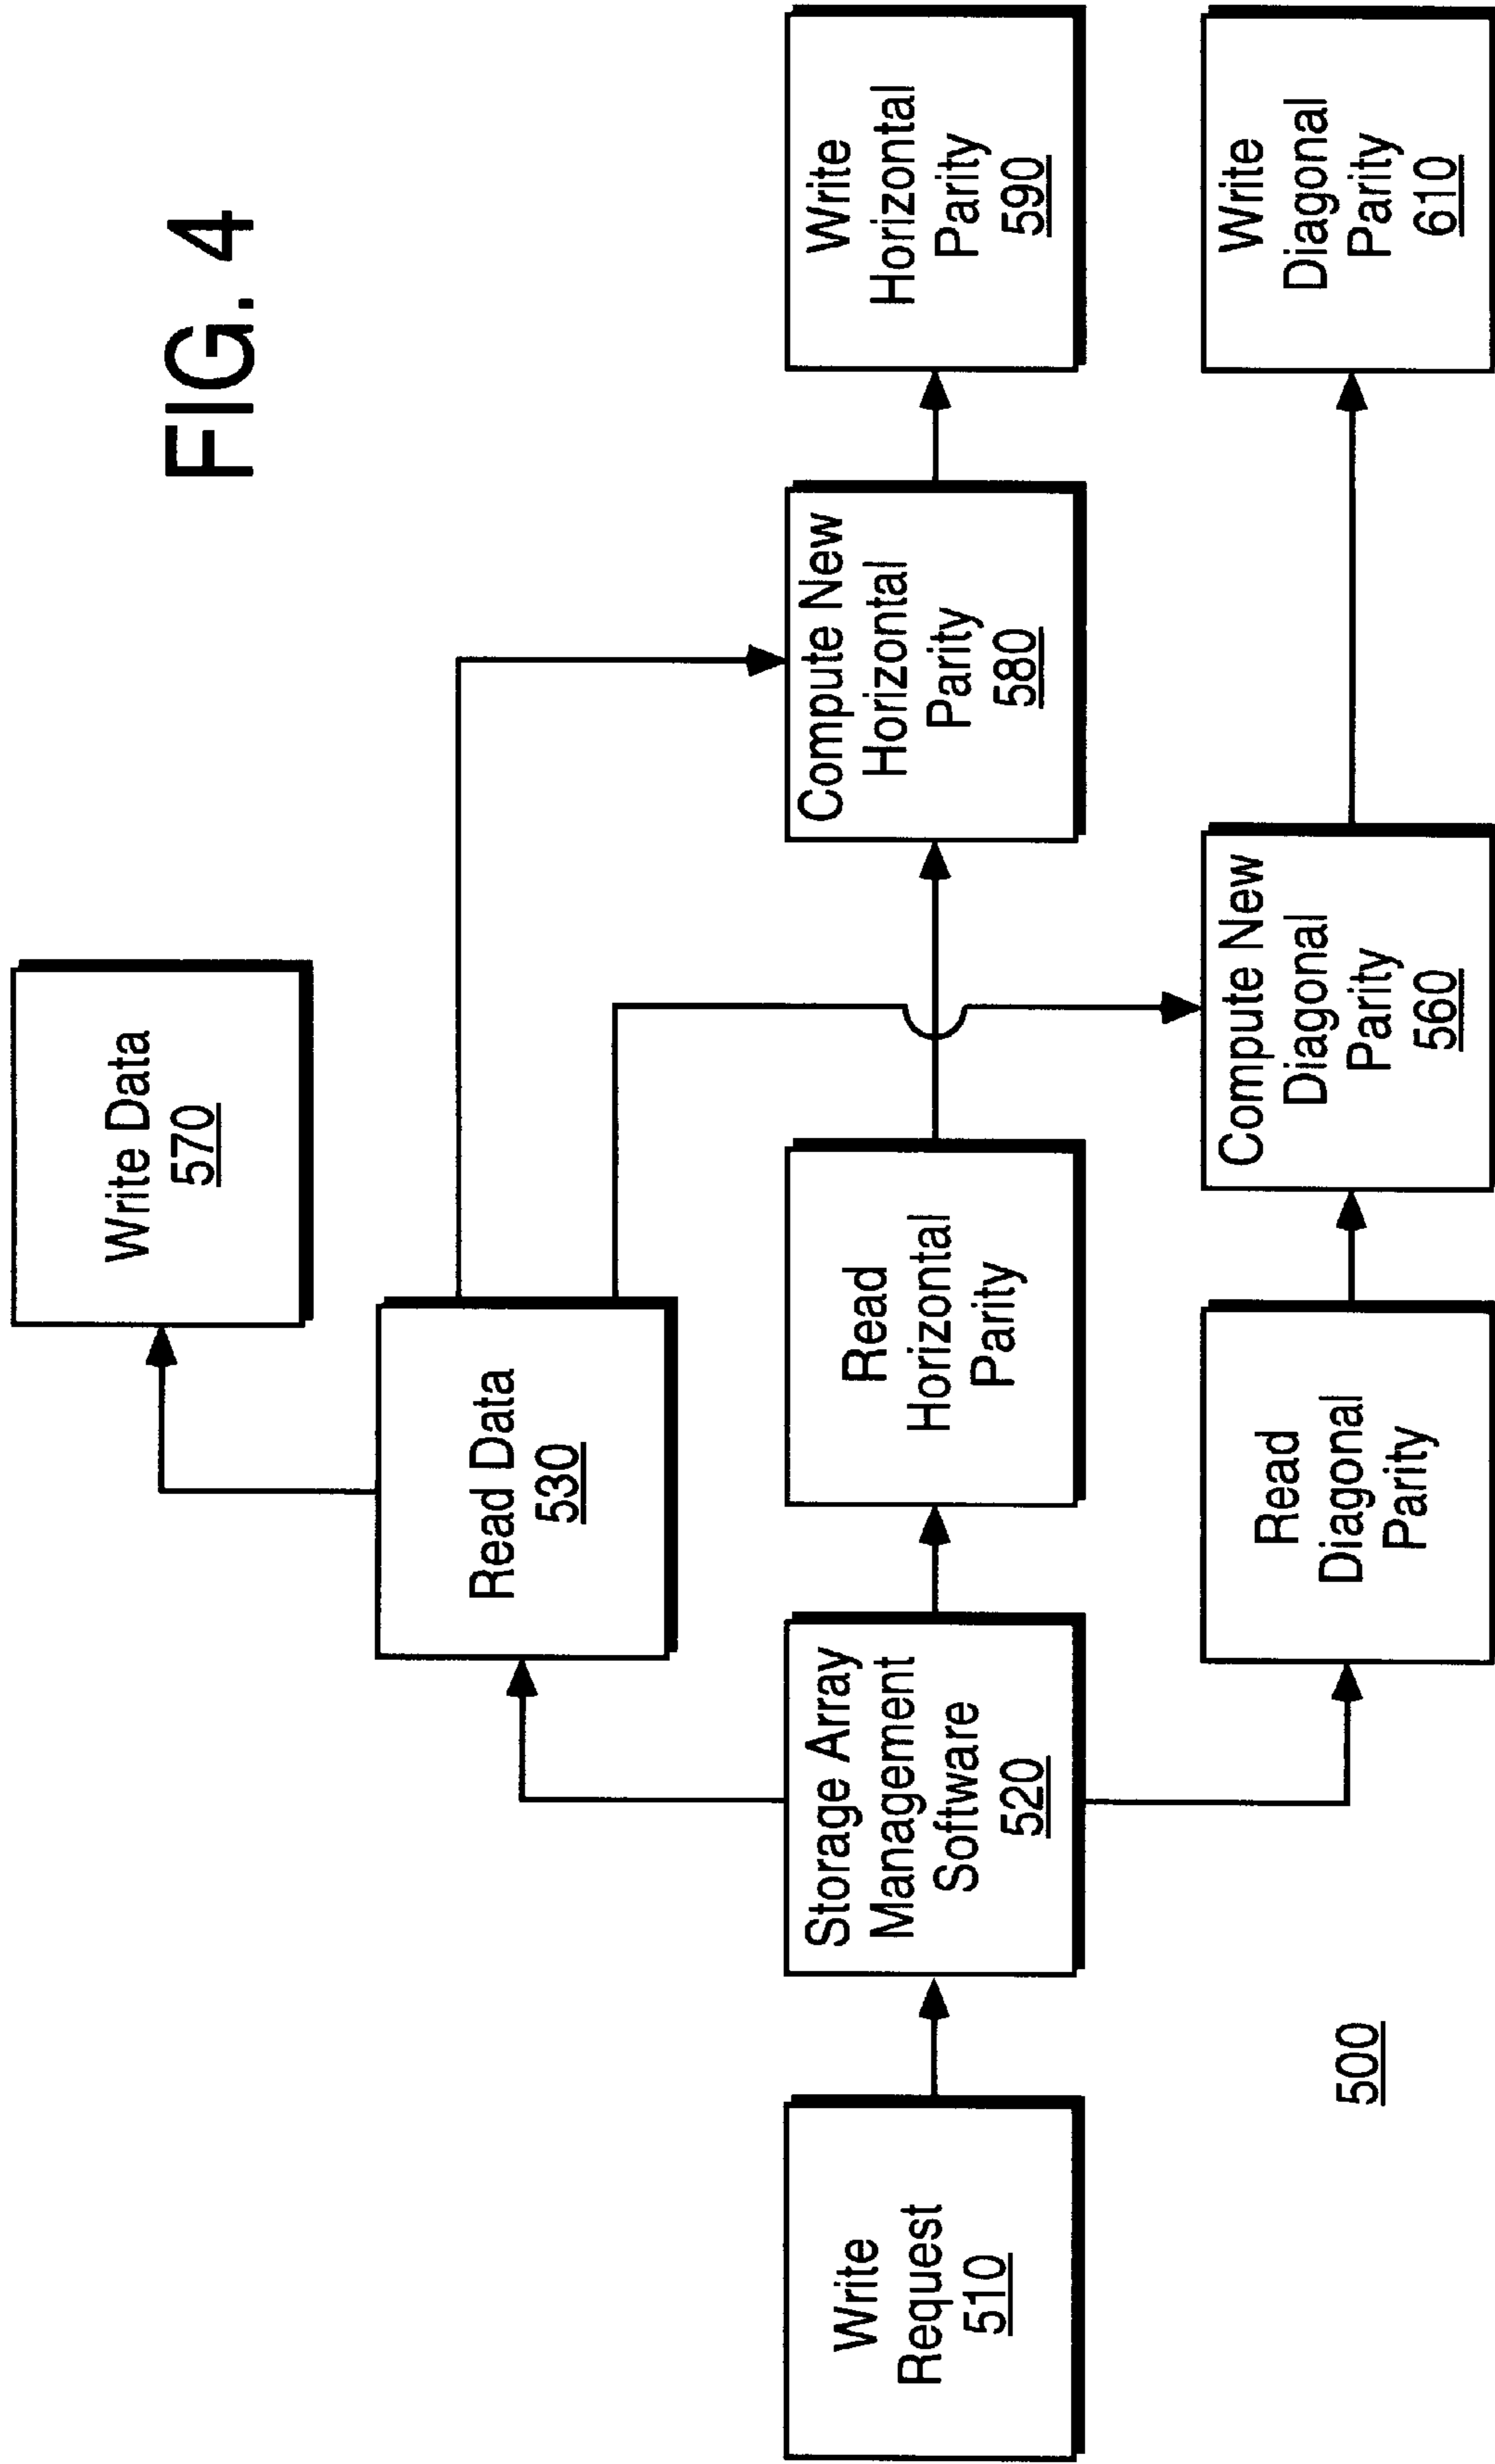 FIG. 4
Write Data
570
Read Data
530
Write
Request
510
Storage Array
Management
Software
520
Read
Horizontal
Parity
Compute New
Horizontal
Parity
580
Write
Horizontal
Parity
590
Read
Diagonal
Parity
Compute New
Diagonal
Parity
560
Write
Diagonal
Parity
610
500